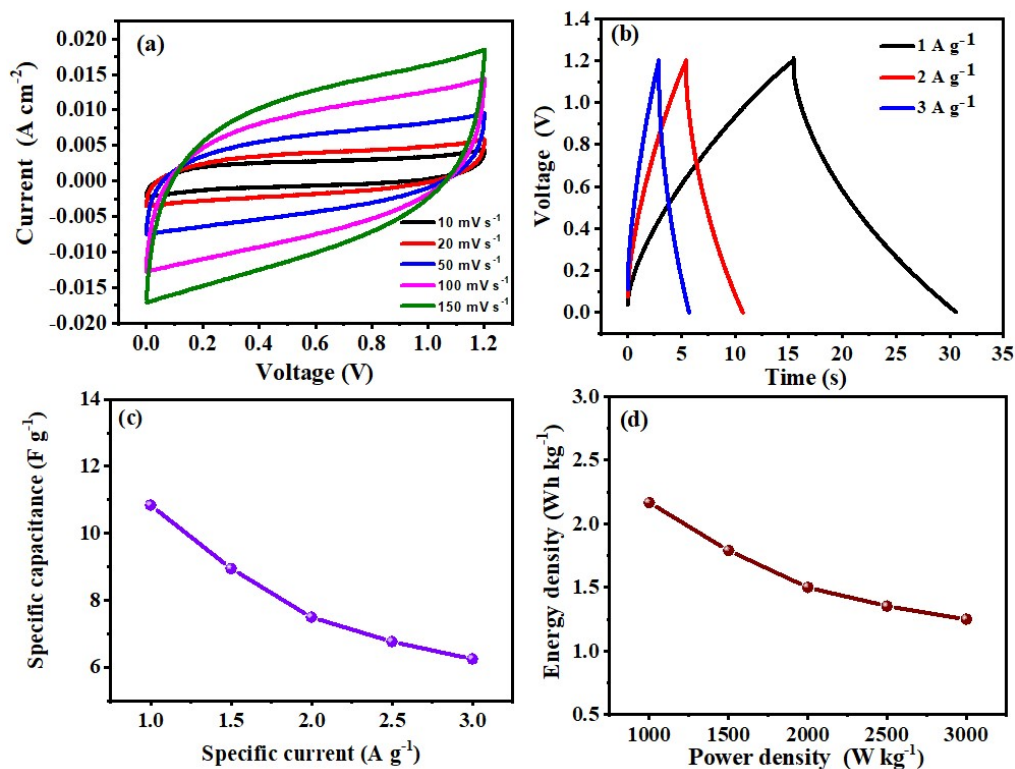 (a)
0.020
0.015
0.010
0.005
0.000
-0.005
-0.010
-0.015
-0.020
Current (A cm⁻²)
10 mV s⁻¹
20 mV s⁻¹
50 mV s⁻¹
100 mV s⁻¹
150 mV s⁻¹
0.0 0.2 0.4 0.6 0.8 1.0 1.2
Voltage (V)
(b)
1.4
1.2
1.0
0.8
0.6
0.4
0.2
0.0
Voltage (V)
1 A g⁻¹
2 A g⁻¹
3 A g⁻¹
0 5 10 15 20 25 30 35
Time (s)
(c)
14
12
10
8
6
Specific capacitance (F g⁻¹)
1.0 1.5 2.0 2.5 3.0
Specific current (A g⁻¹)
(d)
3.0
2.5
2.0
1.5
1.0
0.5
Energy density (Wh kg⁻¹)
1000 1500 2000 2500 3000
Power density (W kg⁻¹)